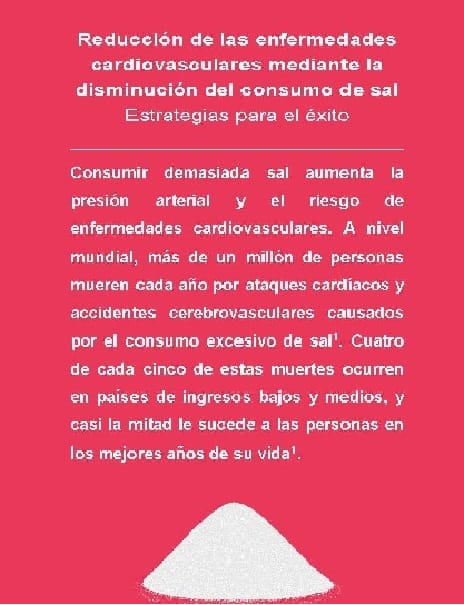 Reducción de las enfermedades
cardiovasculares mediante la
disminución del consumo de sal
Estrategias para el éxito
Consumir demasiada sal aumenta la
presión arterial y el riesgo de
enfermedades cardiovasculares. A nivel
mundial, más de un millón de personas
mueren cada año por ataques cardíacos y
accidentes cerebrovasculares causados
por el consumo excesivo de sal¹. Cuatro
de cada cinco de estas muertes ocurren
en países de ingresos bajos y medios, y
casi la mitad le sucede a las personas en
los mejores años de su vida¹.